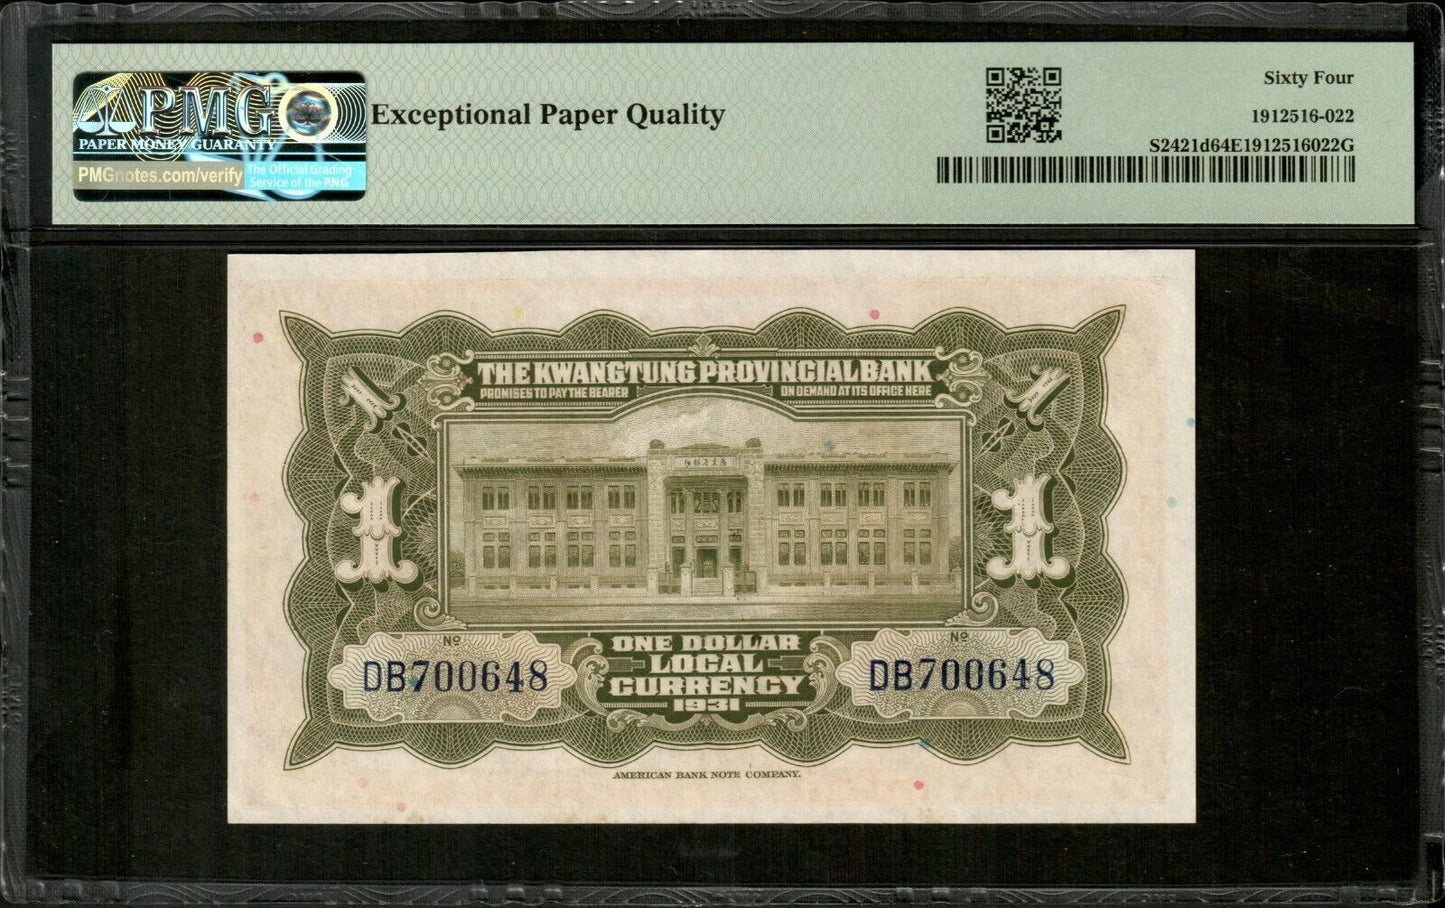 PMG
PAPER MONEY GUARANTY
PMGnotes.com/verify
The Official Grading
Service of the PNG
Exceptional Paper Quality
Sixty Four
1912516-022
S2421d64E1912516022G
THE KWANGTUNG PROVINCIAL BANK
PROMISES TO PAY THE BEARER ON DEMAND AT ITS OFFICE HERE
1 1
1 1
Nº Nº
DB700648 DB700648
ONE DOLLAR
LOCAL
CURRENCY
1931
AMERICAN BANK NOTE COMPANY.